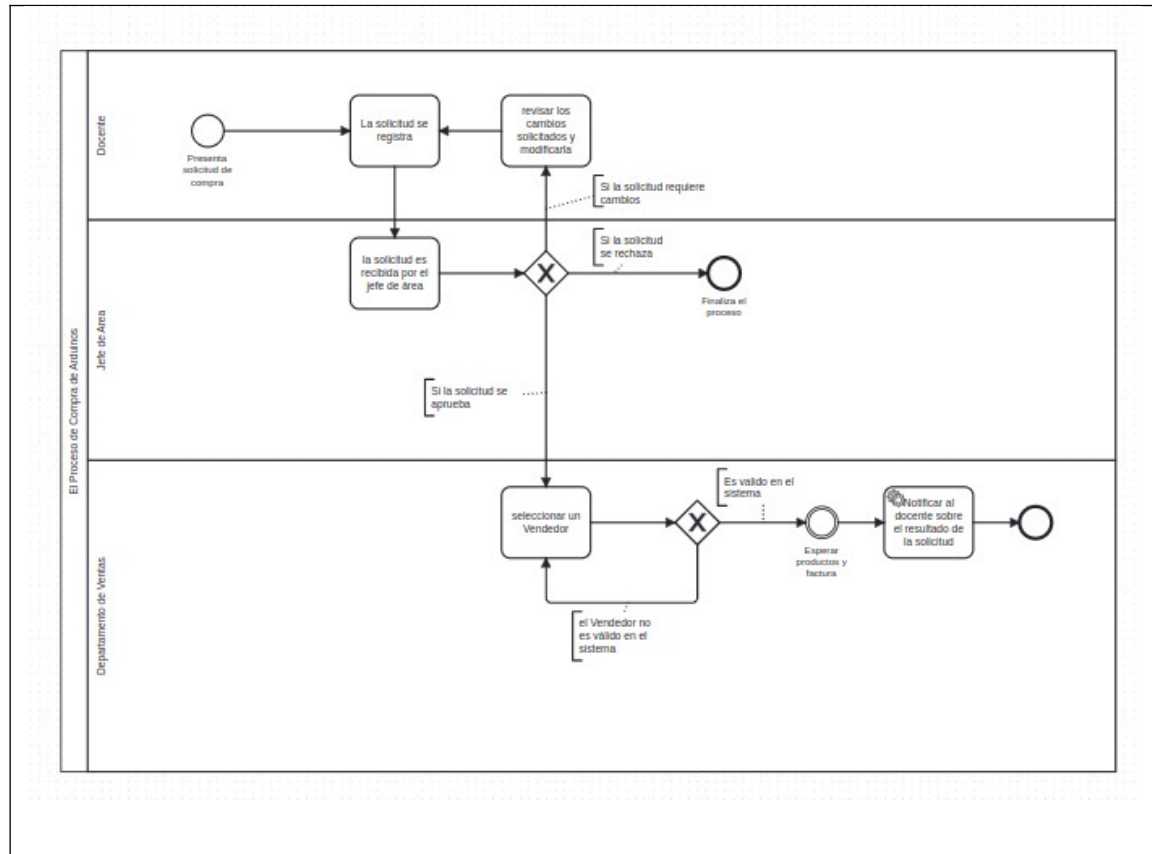 El Proceso de Compra de Arduinos
Docente
Presenta
solicitud de
compra
La solicitud se
registra
revisar los
cambios
solicitados y
modificarla
Si la solicitud requiere
cambios
Jefe de Area
la solicitud es
recibida por el
jefe de área
X
Si la solicitud
se rechaza
Finaliza el
proceso
Si la solicitud se
aprueba
Departamento de Ventas
seleccionar un
Vendedor
X
Es valido en el
sistema
Esperar
productos y
factura
Notificar al
docente sobre
el resultado de
la solicitud
el Vendedor no
es válido en el
sistema